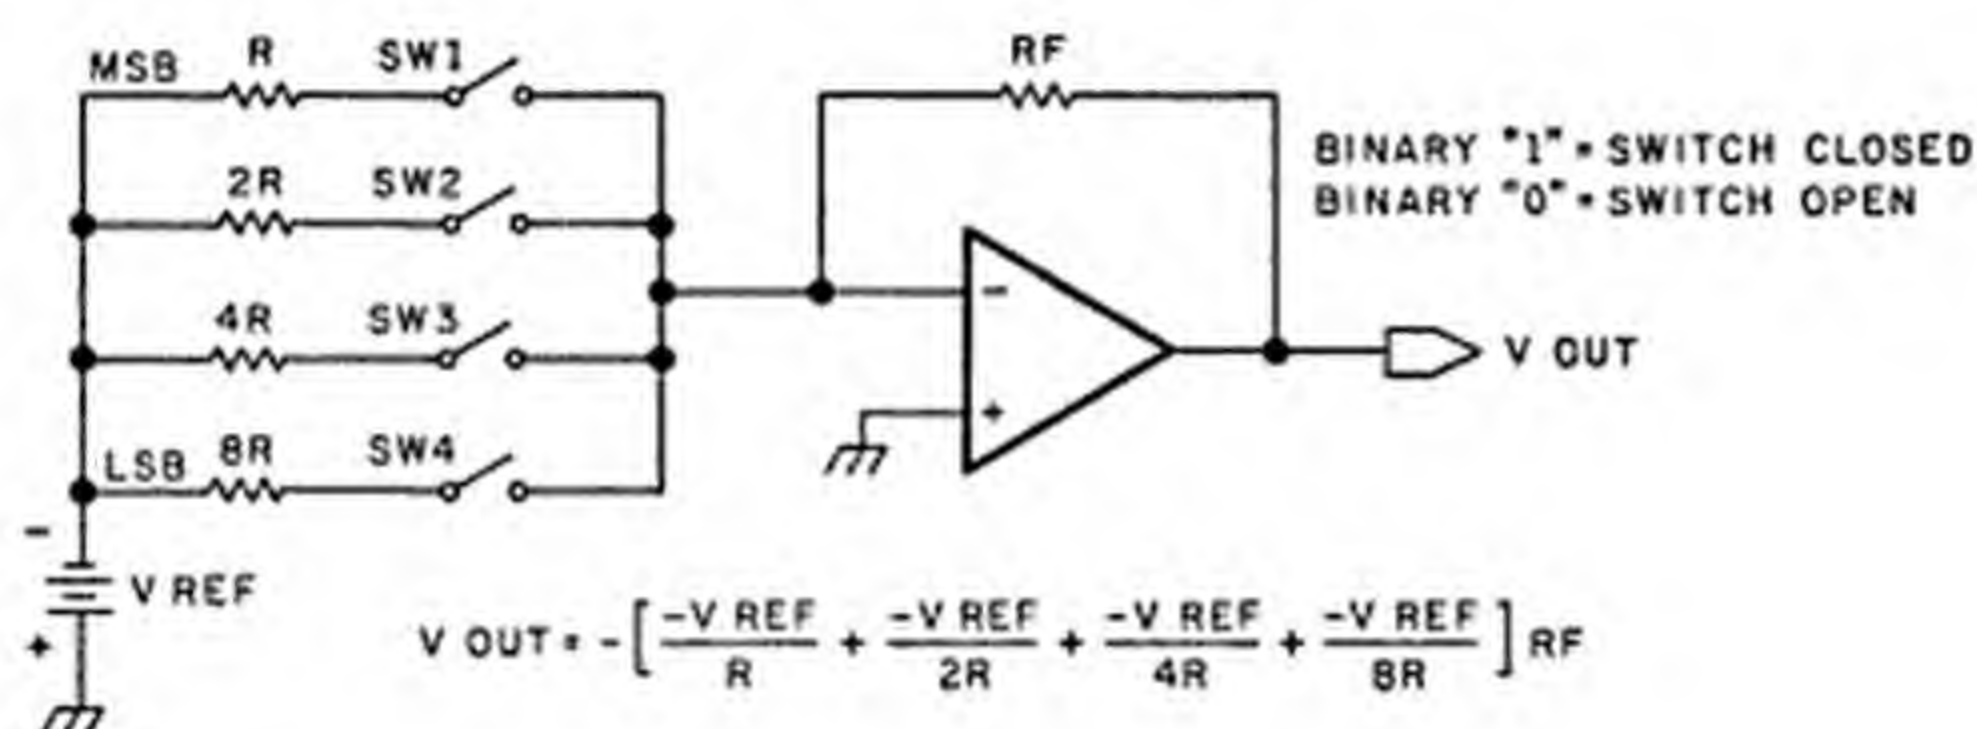 MSB R SW1
RF
BINARY "1" = SWITCH CLOSED
BINARY "0" = SWITCH OPEN
2R SW2
4R SW3
LSB 8R SW4
-
+
V OUT
-
V REF
+
V OUT = - [ -V REF / R + -V REF / 2R + -V REF / 4R + -V REF / 8R ] RF